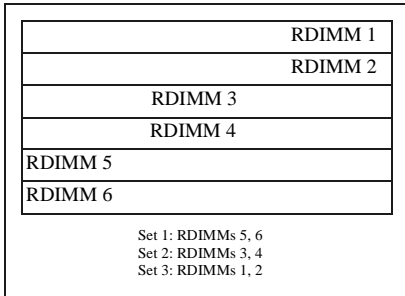 RDIMM 1
RDIMM 2
RDIMM 3
RDIMM 4
RDIMM 5
RDIMM 6
Set 1: RDIMMs 5, 6
Set 2: RDIMMs 3, 4
Set 3: RDIMMs 1, 2